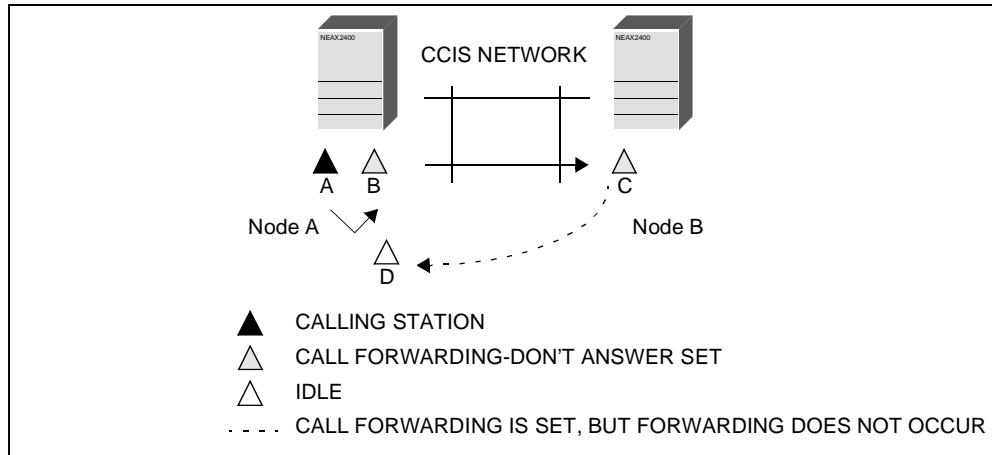 NEAX2400 NEAX2400
CCIS NETWORK
A B C
Node A Node B
D
CALLING STATION
CALL FORWARDING-DON'T ANSWER SET
IDLE
CALL FORWARDING IS SET, BUT FORWARDING DOES NOT OCCUR